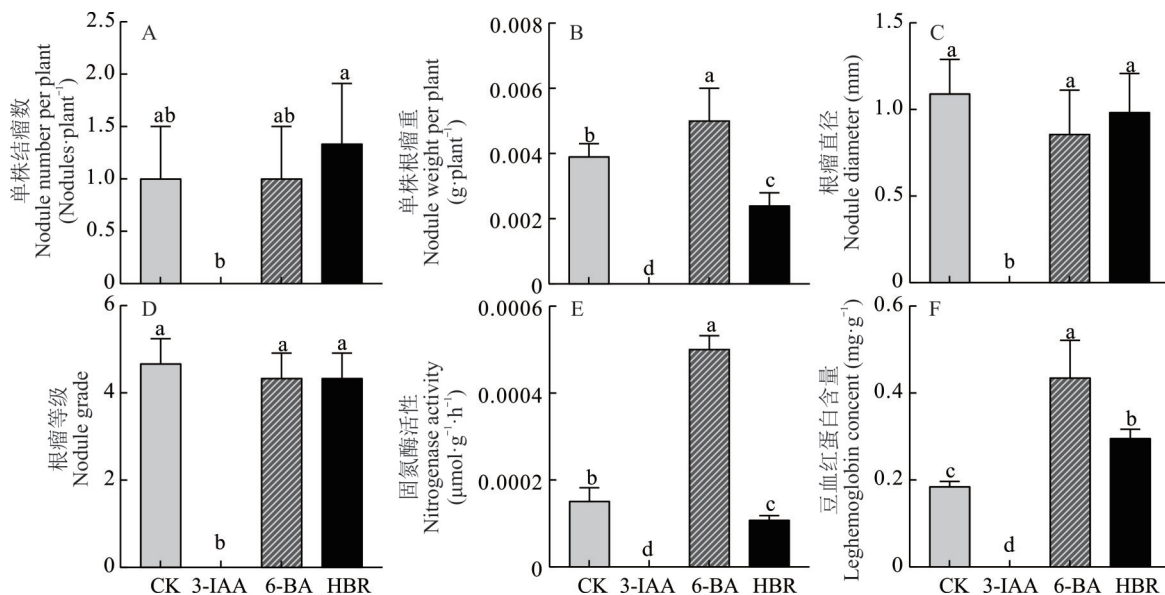 A
单株结瘤数
Nodule number per plant
(Nodules·plant⁻¹)
2.5
2.0
1.5
1.0
0.5
0
ab
b
ab
a
B
单株根瘤重
Nodule weight per plant
(g·plant⁻¹)
0.008
0.006
0.004
0.002
0
b
d
a
c
C
根瘤直径
Nodule diameter (mm)
1.5
1.0
0.5
0
a
b
a
a
D
根瘤等级
Nodule grade
6
4
2
0
a
b
a
a
CK 3-IAA 6-BA HBR
E
固氮酶活性
Nitrogenase activity
(μmol·g⁻¹·h⁻¹)
0.0006
0.0004
0.0002
0
b
d
a
c
CK 3-IAA 6-BA HBR
F
豆血红蛋白含量
Leghemoglobin concent (mg·g⁻¹)
0.6
0.4
0.2
0
c
d
a
b
CK 3-IAA 6-BA HBR